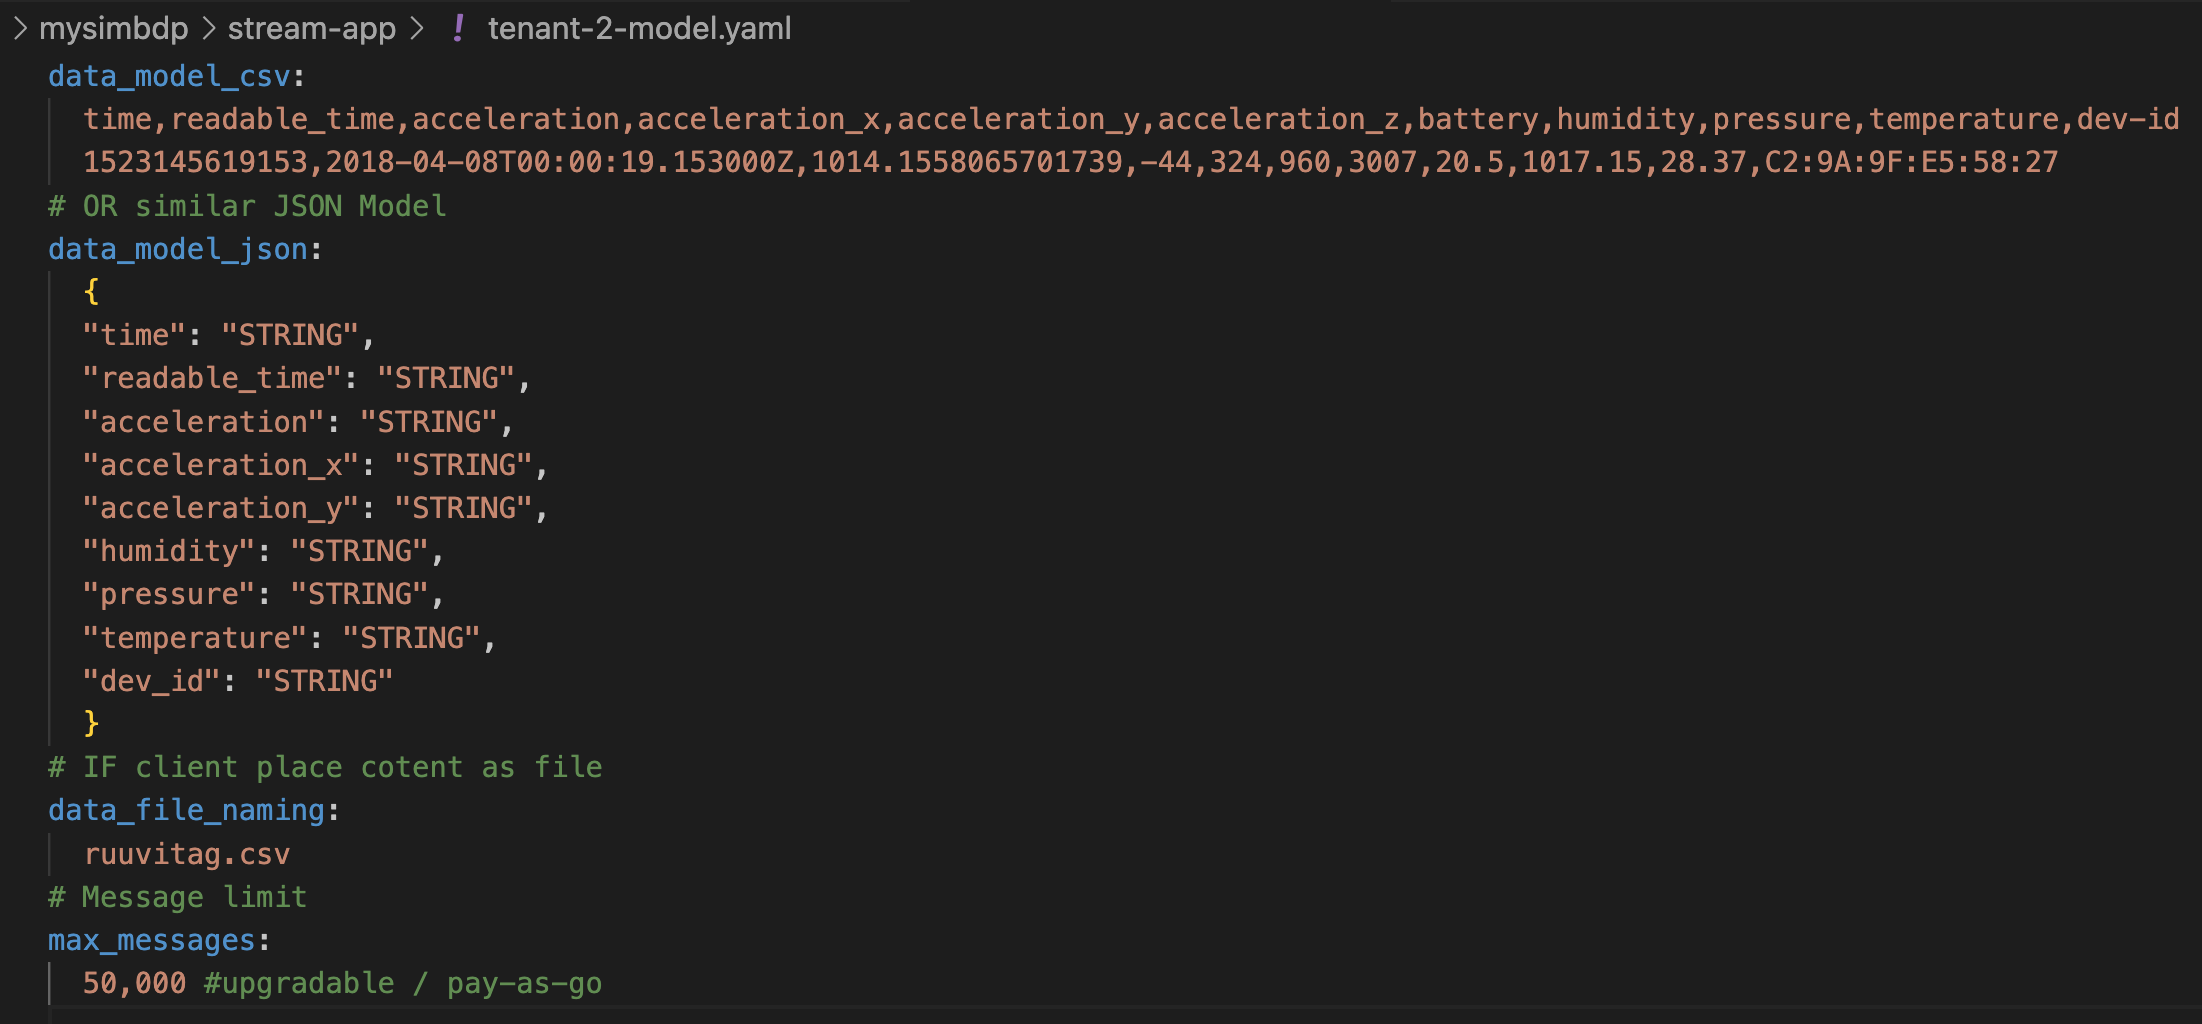 > mysimbdp > stream-app > ! tenant-2-model.yaml
data_model_csv:
time,readable_time,acceleration,acceleration_x,acceleration_y,acceleration_z,battery,humidity,pressure,temperature,dev-id
1523145619153,2018-04-08T00:00:19.153000Z,1014.1558065701739,-44,324,960,3007,20.5,1017.15,28.37,C2:9A:9F:E5:58:27
# OR similar JSON Model
data_model_json:
{
"time": "STRING",
"readable_time": "STRING",
"acceleration": "STRING",
"acceleration_x": "STRING",
"acceleration_y": "STRING",
"humidity": "STRING",
"pressure": "STRING",
"temperature": "STRING",
"dev_id": "STRING"
}
# IF client place cotent as file
data_file_naming:
ruuvitag.csv
# Message limit
max_messages:
50,000 #upgradable / pay-as-go